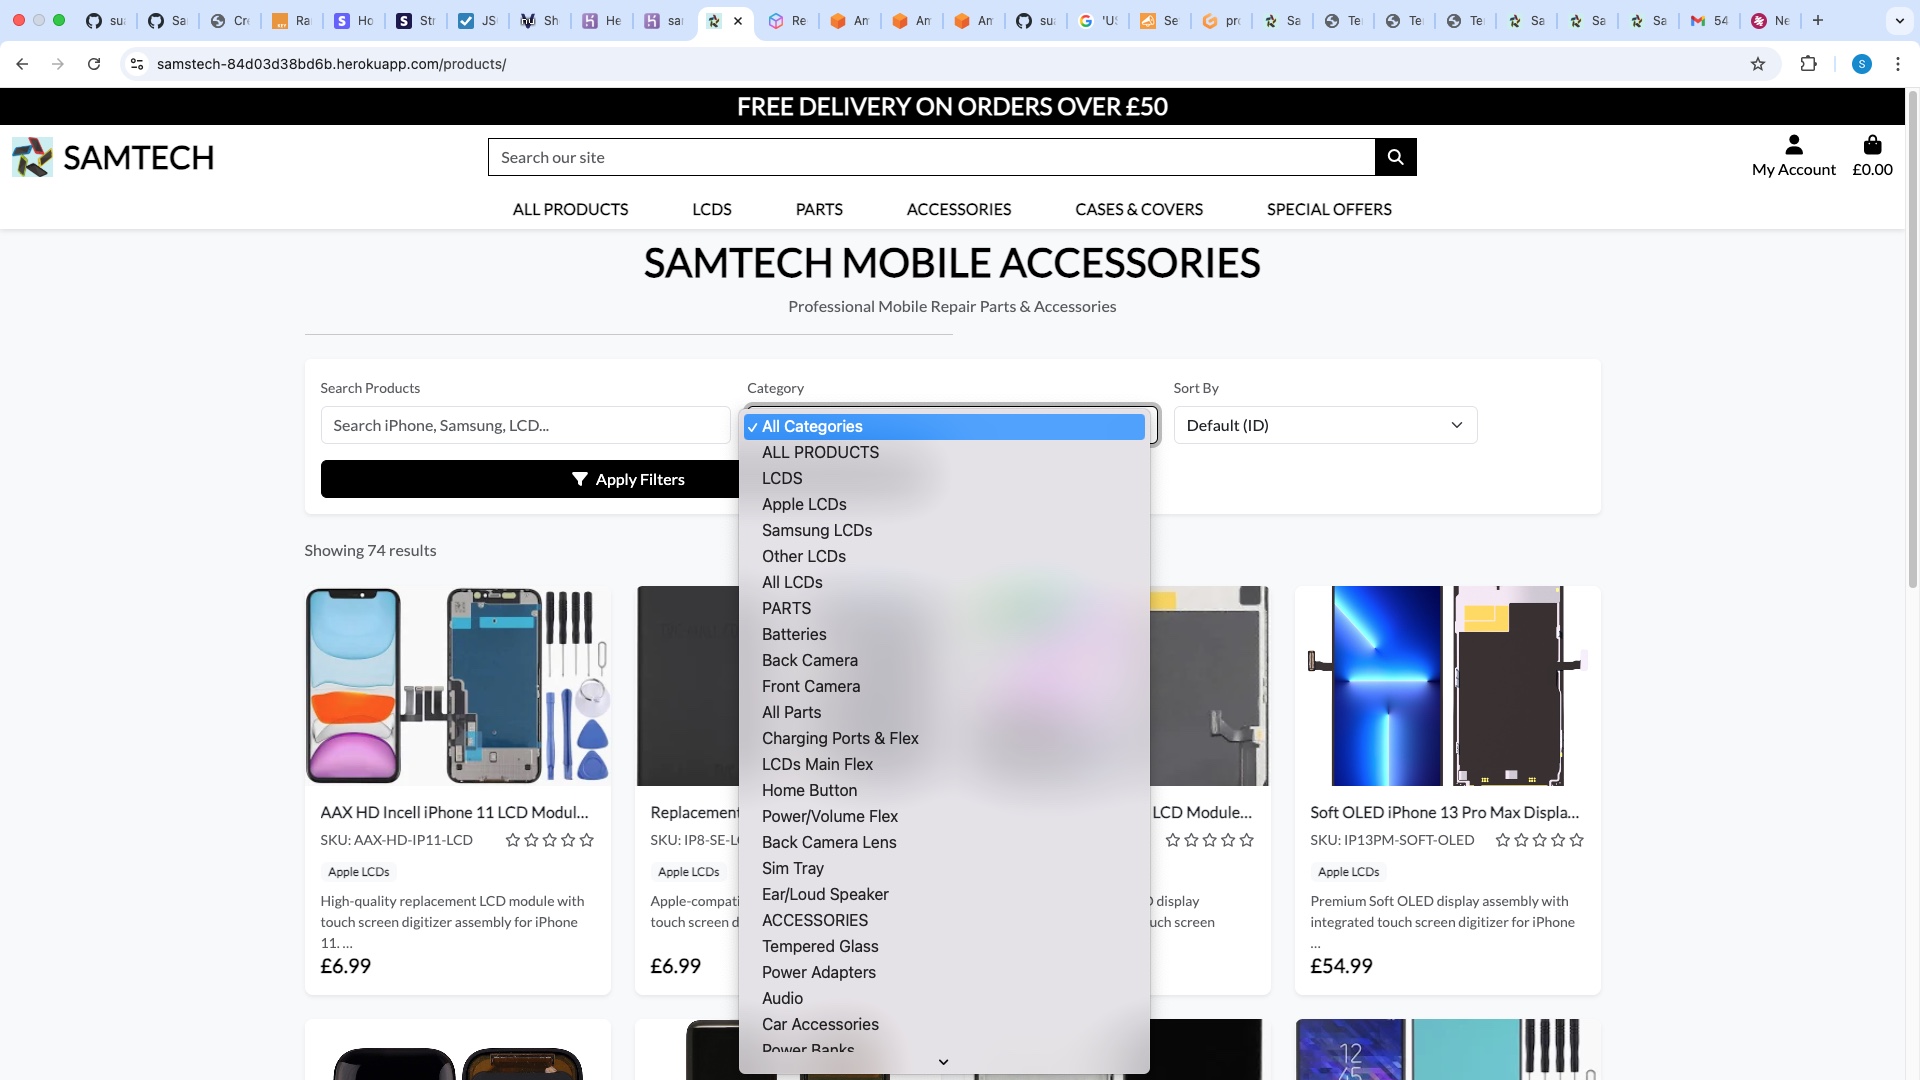 su
Sa
Cr
Ra
Ho
Str
JS
Sh
He
sa
Re
Am
Am
Am
su
'U
Se
pr
Sa
Te
Te
Te
Sa
Sa
Sa
54
Ne
samstech-84d03d38bd6b.herokuapp.com/products/
S
FREE DELIVERY ON ORDERS OVER £50
SAMTECH
Search our site
My Account
£0.00
ALL PRODUCTS
LCDS
PARTS
ACCESSORIES
CASES & COVERS
SPECIAL OFFERS
SAMTECH MOBILE ACCESSORIES
Professional Mobile Repair Parts & Accessories
Search Products
Category
Sort By
Search iPhone, Samsung, LCD...
Default (ID)
Apply Filters
✓ All Categories
ALL PRODUCTS
LCDS
Apple LCDs
Samsung LCDs
Other LCDs
All LCDs
PARTS
Batteries
Back Camera
Front Camera
All Parts
Charging Ports & Flex
LCDs Main Flex
Home Button
Power/Volume Flex
Back Camera Lens
Sim Tray
Ear/Loud Speaker
ACCESSORIES
Tempered Glass
Power Adapters
Audio
Car Accessories
Power Banks
Showing 74 results
AAX HD Incell iPhone 11 LCD Modul...
SKU: AAX-HD-IP11-LCD
Apple LCDs
High-quality replacement LCD module with
touch screen digitizer assembly for iPhone
11. ...
£6.99
Replacement
SKU: IP8-SE-L
Apple LCDs
Apple-compati
touch screen d
£6.99
LCD Module...
display
uch screen
Soft OLED iPhone 13 Pro Max Displa...
SKU: IP13PM-SOFT-OLED
Apple LCDs
Premium Soft OLED display assembly with
integrated touch screen digitizer for iPhone
...
£54.99
12
45